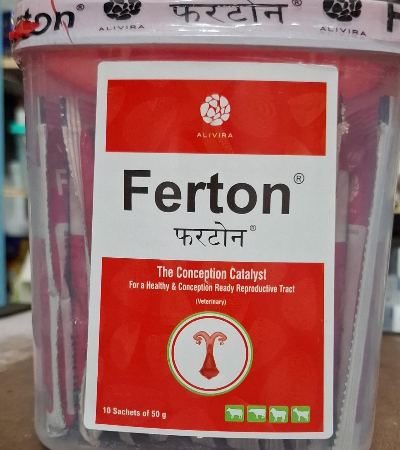 rton ALIVIRA फरटोन ® ALIVIRA F
ALIVIRA
Ferton®
फरटोन®
The Conception Catalyst
For a Healthy & Conception Ready Reproductive Tract
(Veterinary)
10 Sachets of 50 g